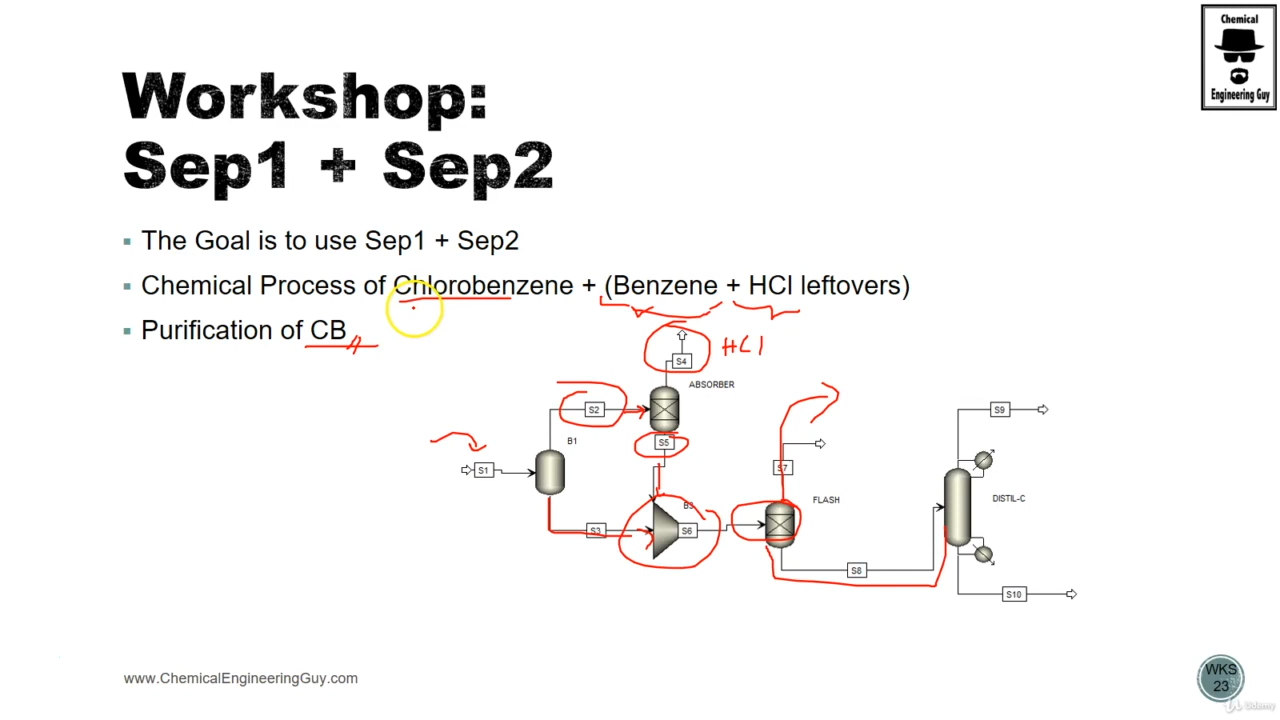 Chemical
Engineering Guy
Workshop:
Sep1 + Sep2
▪ The Goal is to use Sep1 + Sep2
▪ Chemical Process of Chlorobenzene + (Benzene + HCl leftovers)
▪ Purification of CB
S4
HCl
ABSORBER
S2
S5
B1
S1
S9
S7
DISTIL-C
FLASH
B3
S3
S6
S8
S10
www.ChemicalEngineeringGuy.com
WKS
23
Udemy